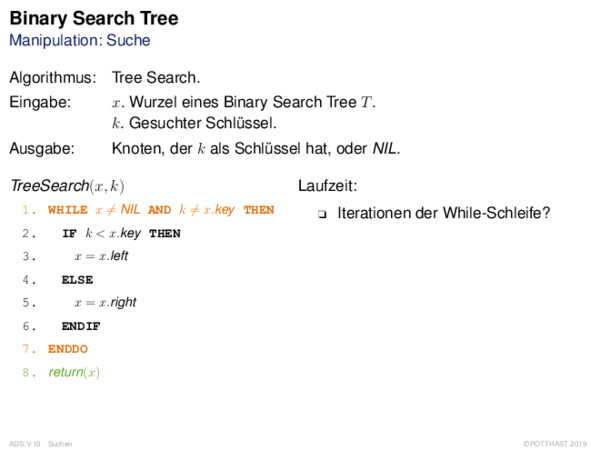 Binary Search Tree
Manipulation: Suche
Algorithmus: Tree Search.
Eingabe: x. Wurzel eines Binary Search Tree T.
k. Gesuchter Schlüssel.
Ausgabe: Knoten, der k als Schlüssel hat, oder NIL.
TreeSearch(x, k)
1. WHILE x ≠ NIL AND k ≠ x.key THEN
2. IF k < x.key THEN
3. x = x.left
4. ELSE
5. x = x.right
6. ENDIF
7. ENDDO
8. return(x)
Laufzeit:
❑ Iterationen der While-Schleife?
ADS:V-10 Suchen
©POTTHAST 2019